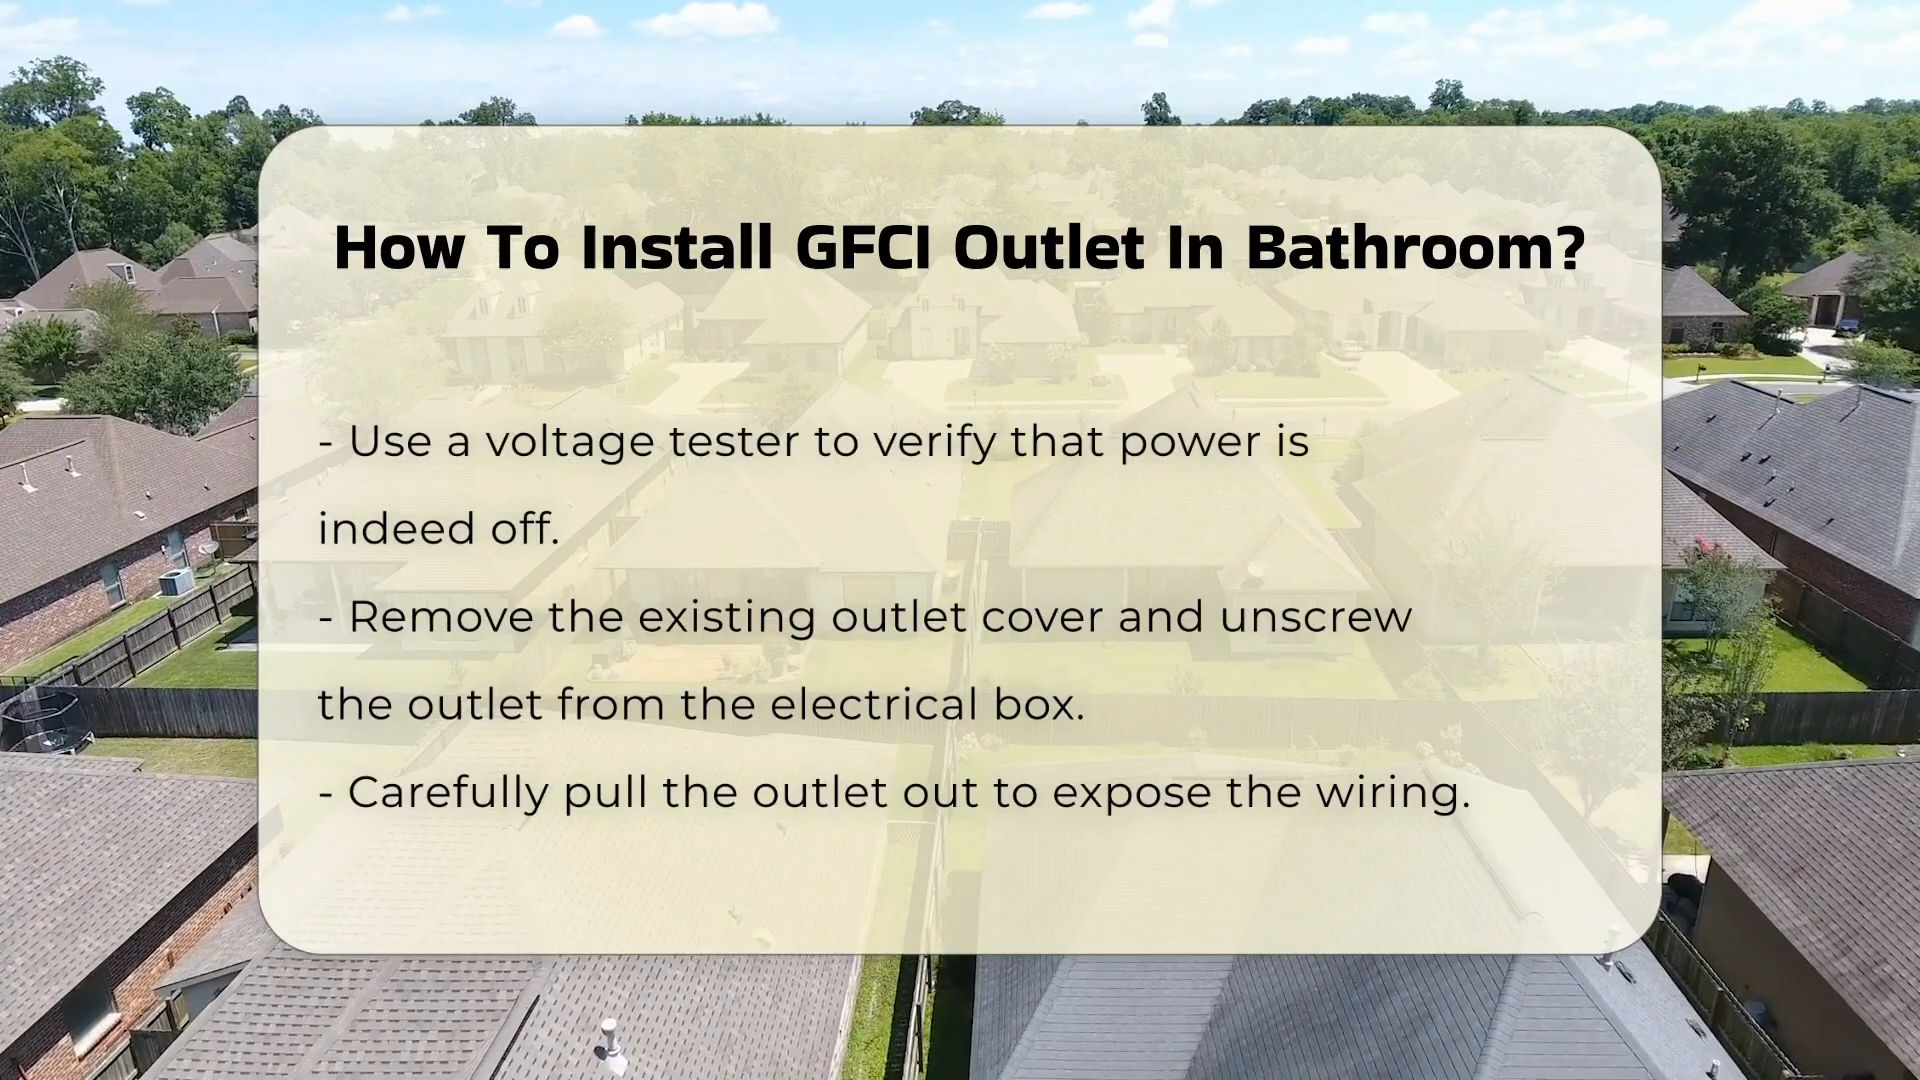 How To Install GFCI Outlet In Bathroom?
- Use a voltage tester to verify that power is
indeed off.
- Remove the existing outlet cover and unscrew
the outlet from the electrical box.
- Carefully pull the outlet out to expose the wiring.